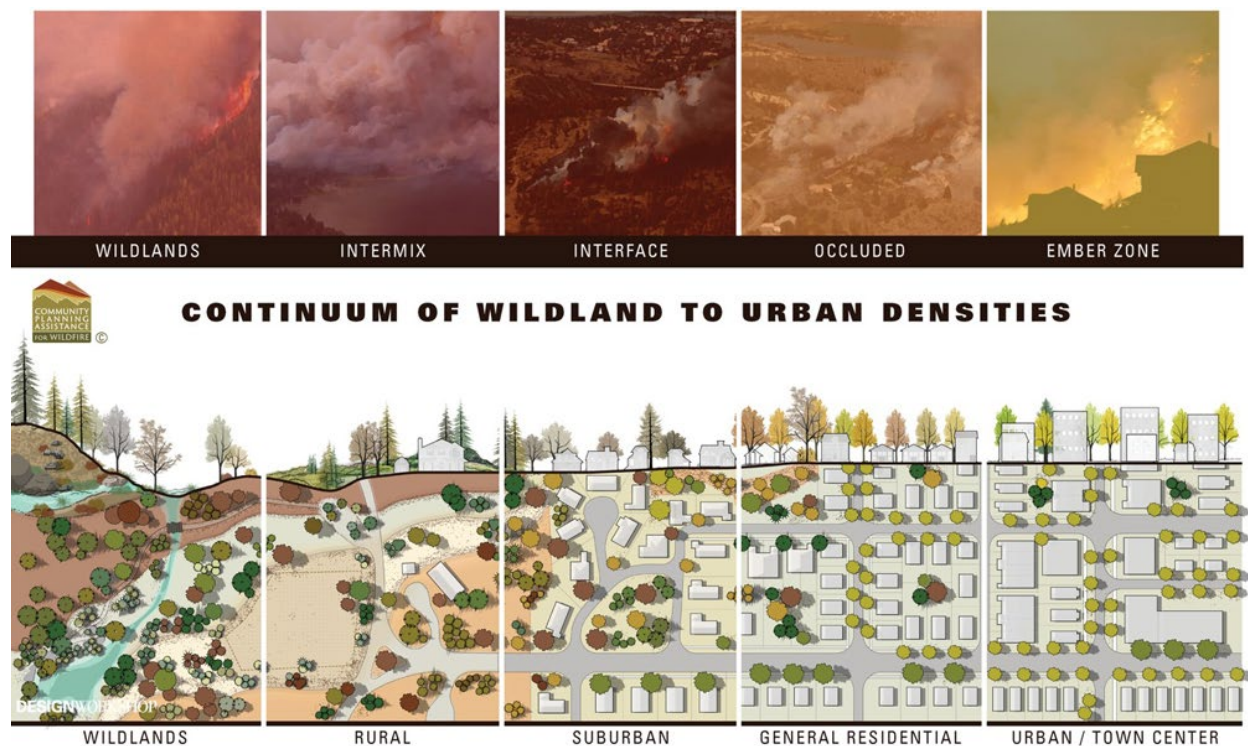 WILDLANDS
INTERMIX
INTERFACE
OCCLUDED
EMBER ZONE
COMMUNITY
PLANNING
ASSISTANCE
FOR WILDFIRE
©
CONTINUUM OF WILDLAND TO URBAN DENSITIES
DESIGNWORKSHOP
WILDLANDS
RURAL
SUBURBAN
GENERAL RESIDENTIAL
URBAN / TOWN CENTER